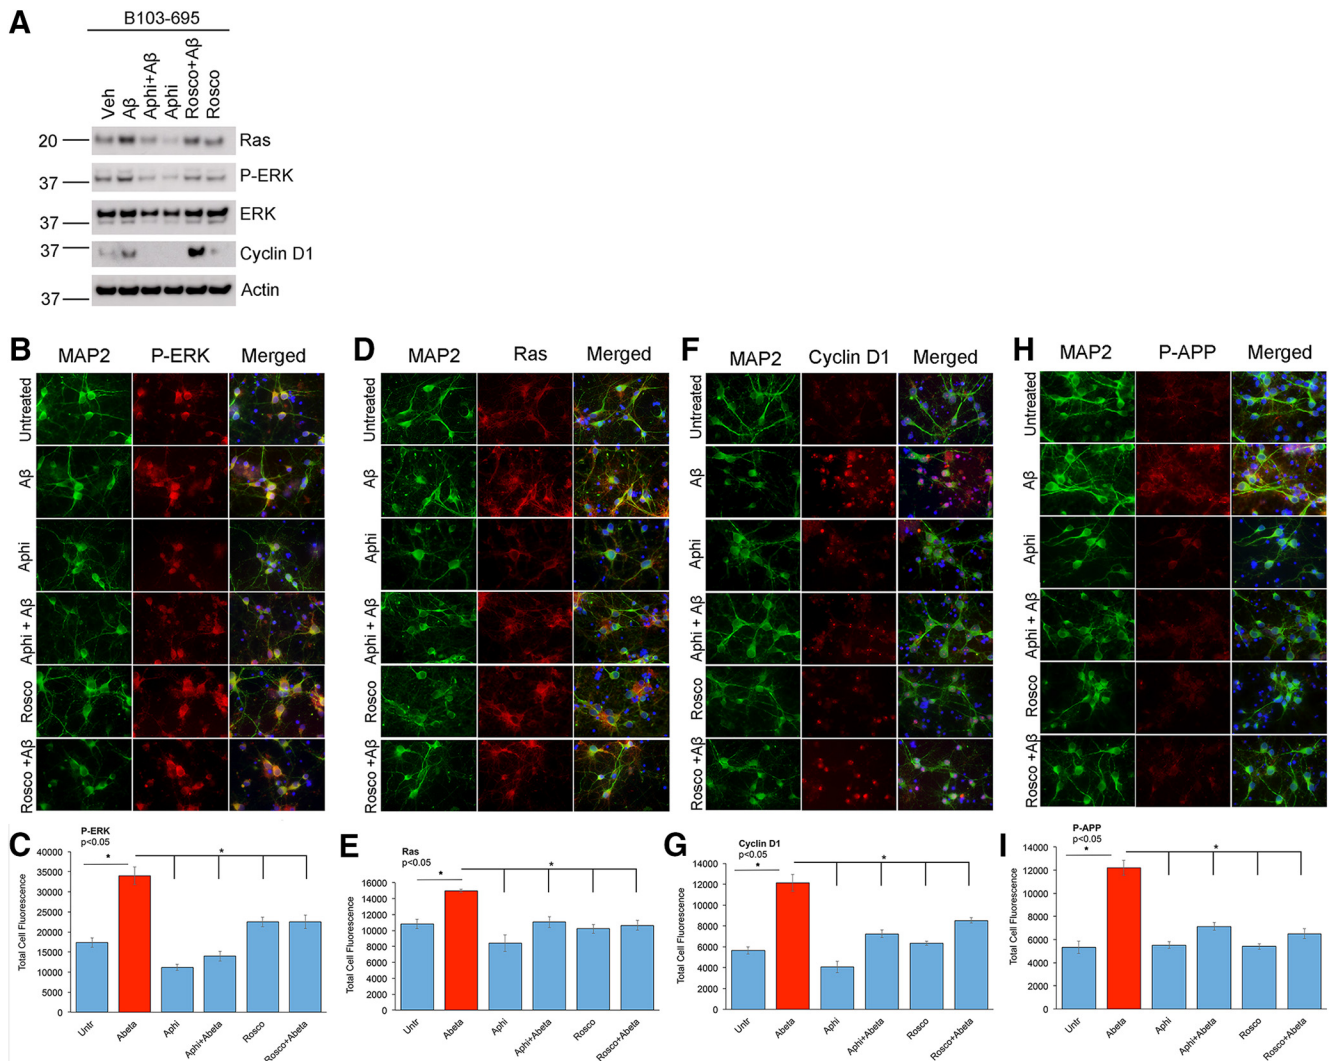 A
B103-695
Veh
Aβ
Aphi+Aβ
Aphi
Rosco+Aβ
Rosco
20
Ras
37
P-ERK
37
ERK
37
Cyclin D1
37
Actin
B
MAP2 P-ERK Merged
Untreated
Aβ
Aphi
Aphi + Aβ
Rosco
Rosco +Aβ
D
MAP2 Ras Merged
Untreated
Aβ
Aphi
Aphi + Aβ
Rosco
Rosco +Aβ
F
MAP2 Cyclin D1 Merged
Untreated
Aβ
Aphi
Aphi + Aβ
Rosco
Rosco +Aβ
H
MAP2 P-APP Merged
Untreated
Aβ
Aphi
Aphi + Aβ
Rosco
Rosco +Aβ
C
P-ERK
p<0.05
* *
Total Cell Fluorescence
40000
35000
30000
25000
20000
15000
10000
5000
0
Untr Abeta Aphi Aphi+Abeta Rosco Rosco+Abeta
E
Ras
p<0.05
* *
Total Cell Fluorescence
16000
14000
12000
10000
8000
6000
4000
2000
0
Untr Abeta Aphi Aphi+Abeta Rosco Rosco+Abeta
G
Cyclin D1
p<0.05
* *
Total Cell Fluorescence
14000
12000
10000
8000
6000
4000
2000
0
Untr Abeta Aphi Aphi+Abeta Rosco Rosco+Abeta
I
P-APP
p<0.05
* *
Total Cell Fluorescence
14000
12000
10000
8000
6000
4000
2000
0
Untr Abeta Aphi Aphi+Abeta Rosco Rosco+Abeta